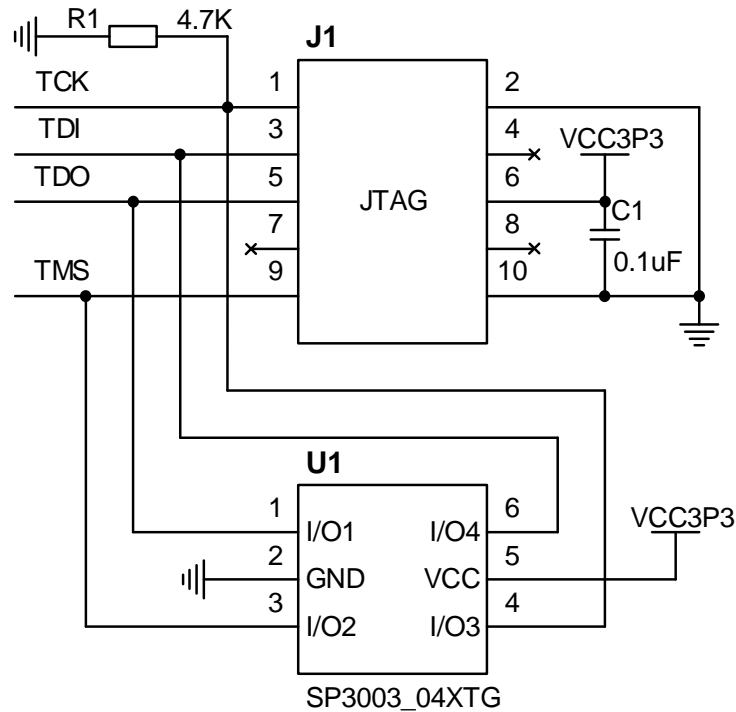 R1 4.7K
J1
TCK 1 2
TDI 3 4 VCC3P3
TDO 5 6
JTAG C1
7 8
0.1uF
TMS 9 10
U1
1 6 VCC3P3
I/O1 I/O4
2 5
GND VCC
3 4
I/O2 I/O3
SP3003_04XTG